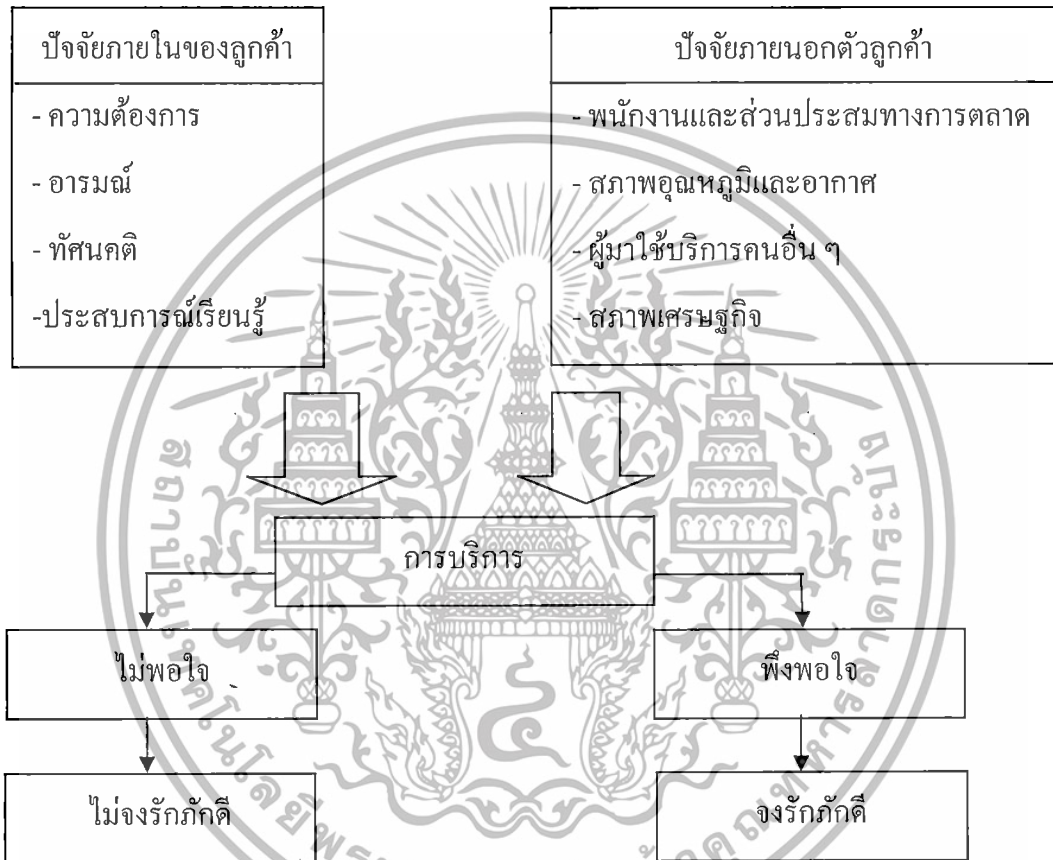 ปัจจัยภายในของลูกค้า
- ความต้องการ
- อารมณ์
- ทัศนคติ
-ประสบการณ์เรียนรู้
ปัจจัยภายนอกตัวลูกค้า
- พนักงานและส่วนประสมทางการตลาด
- สภาพอุณหภูมิและอากาศ
- ผู้มาใช้บริการคนอื่น ๆ
- สภาพเศรษฐกิจ
การบริการ
ไม่พอใจ
พึงพอใจ
ไม่จงรักภักดี
จงรักภักดี